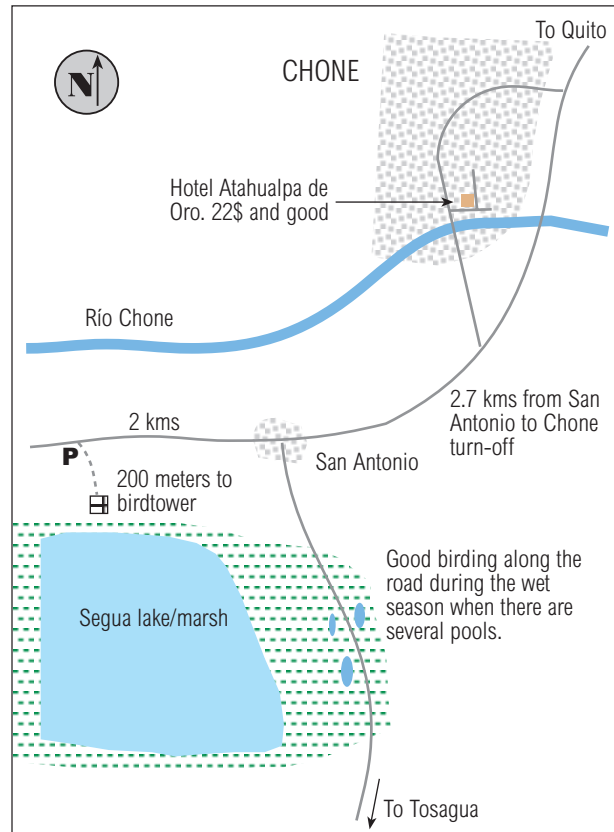 To Quito
CHONE
N
Hotel Atahualpa de
Oro. 22$ and good
Río Chone
2.7 kms from San
Antonio to Chone
turn-off
2 kms
P
San Antonio
200 meters to
birdtower
Good birding along the
road during the wet
season when there are
several pools.
Segua lake/marsh
To Tosagua